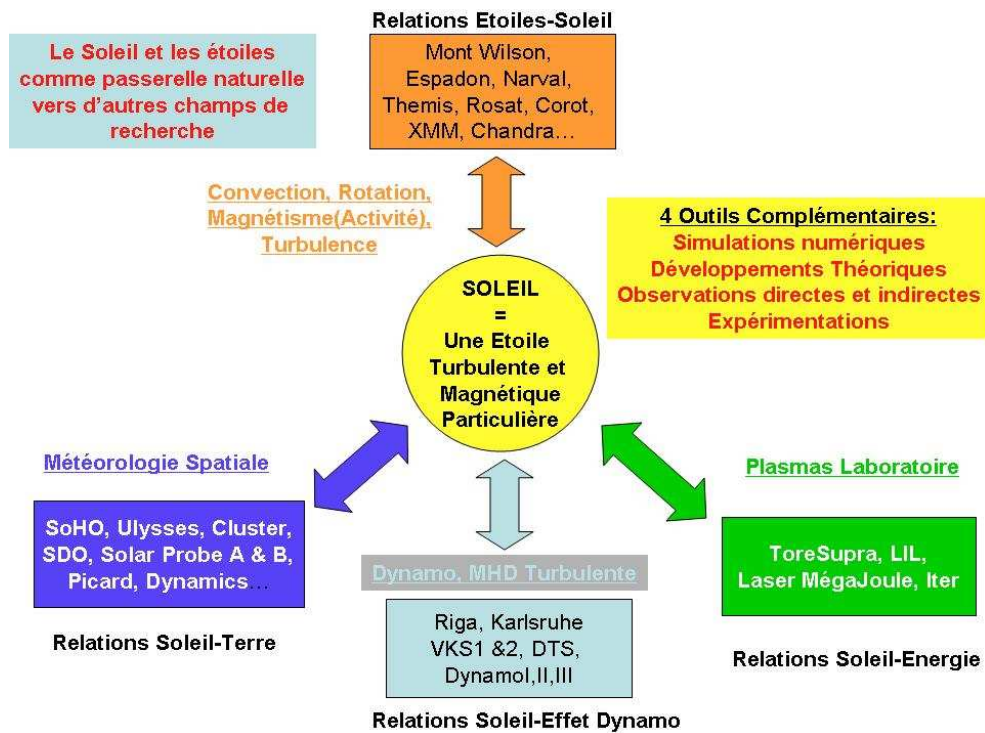 Relations Etoiles-Soleil
Le Soleil et les étoiles
comme passerelle naturelle
vers d'autres champs de
recherche
Mont Wilson,
Espadon, Narval,
Themis, Rosat, Corot,
XMM, Chandra...
Convection, Rotation,
Magnétisme(Activité),
Turbulence
4 Outils Complémentaires:
Simulations numériques
Développements Théoriques
Observations directes et indirectes
Expérimentations
SOLEIL
=
Une Etoile
Turbulente et
Magnétique
Particulière
Météorologie Spatiale
SoHO, Ulysses, Cluster,
SDO, Solar Probe A & B,
Picard, Dynamics...
Relations Soleil-Terre
Dynamo, MHD Turbulente
Riga, Karlsruhe
VKS1 &2, DTS,
DynamoI,II,III
Relations Soleil-Effet Dynamo
Plasmas Laboratoire
ToreSupra, LIL,
Laser MégaJoule, Iter
Relations Soleil-Energie